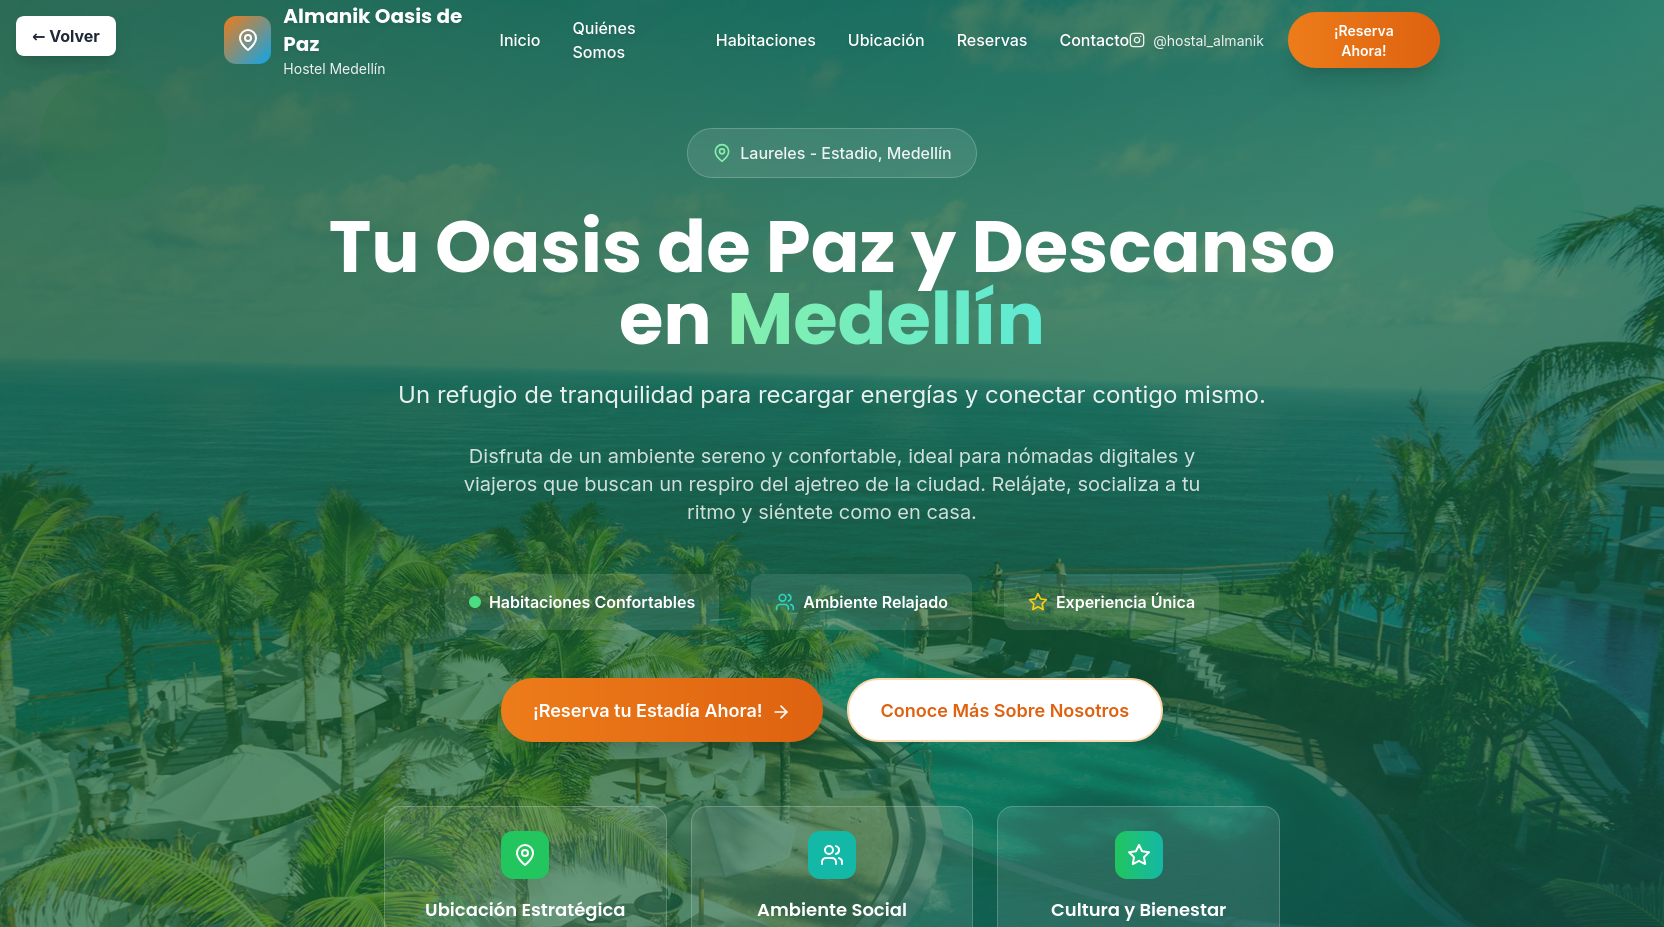 ← Volver
Almanik Oasis de
Paz
Hostel Medellín
Inicio
Quiénes
Somos
Habitaciones
Ubicación
Reservas
Contacto
@hostal_almanik
¡Reserva
Ahora!
Laureles - Estadio, Medellín
Tu Oasis de Paz y Descanso
en Medellín
Un refugio de tranquilidad para recargar energías y conectar contigo mismo.
Disfruta de un ambiente sereno y confortable, ideal para nómadas digitales y
viajeros que buscan un respiro del ajetreo de la ciudad. Relájate, socializa a tu
ritmo y siéntete como en casa.
Habitaciones Confortables
Ambiente Relajado
Experiencia Única
¡Reserva tu Estadía Ahora! →
Conoce Más Sobre Nosotros
Ubicación Estratégica
Ambiente Social
Cultura y Bienestar